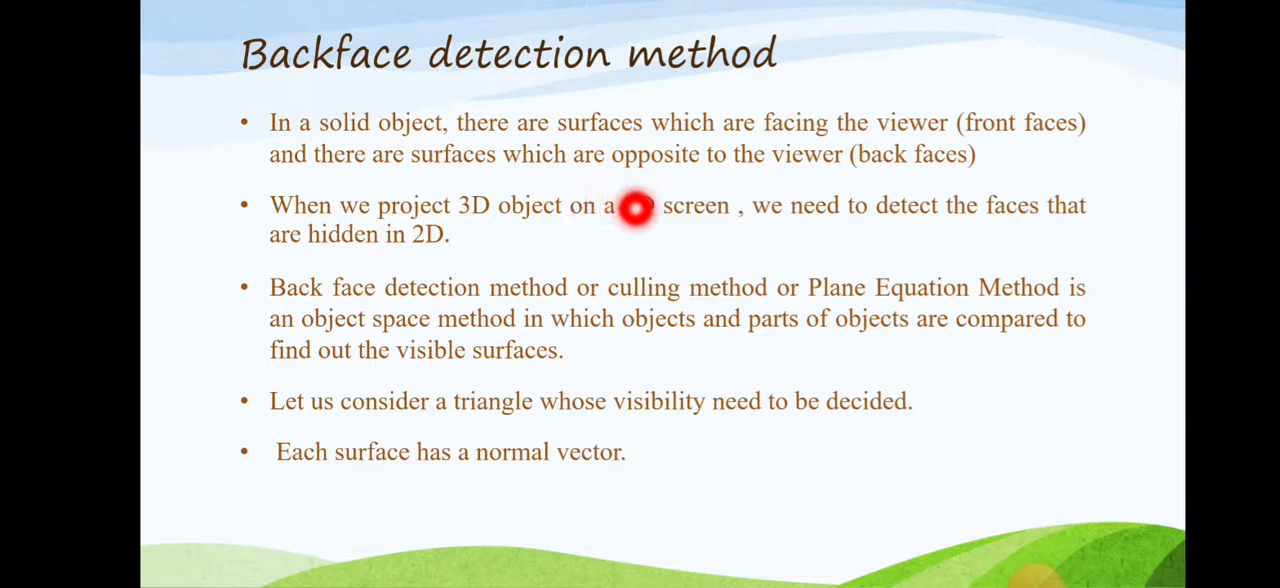 Backface detection method
• In a solid object, there are surfaces which are facing the viewer (front faces)
and there are surfaces which are opposite to the viewer (back faces)
• When we project 3D object on a screen , we need to detect the faces that
are hidden in 2D.
• Back face detection method or culling method or Plane Equation Method is
an object space method in which objects and parts of objects are compared to
find out the visible surfaces.
• Let us consider a triangle whose visibility need to be decided.
• Each surface has a normal vector.